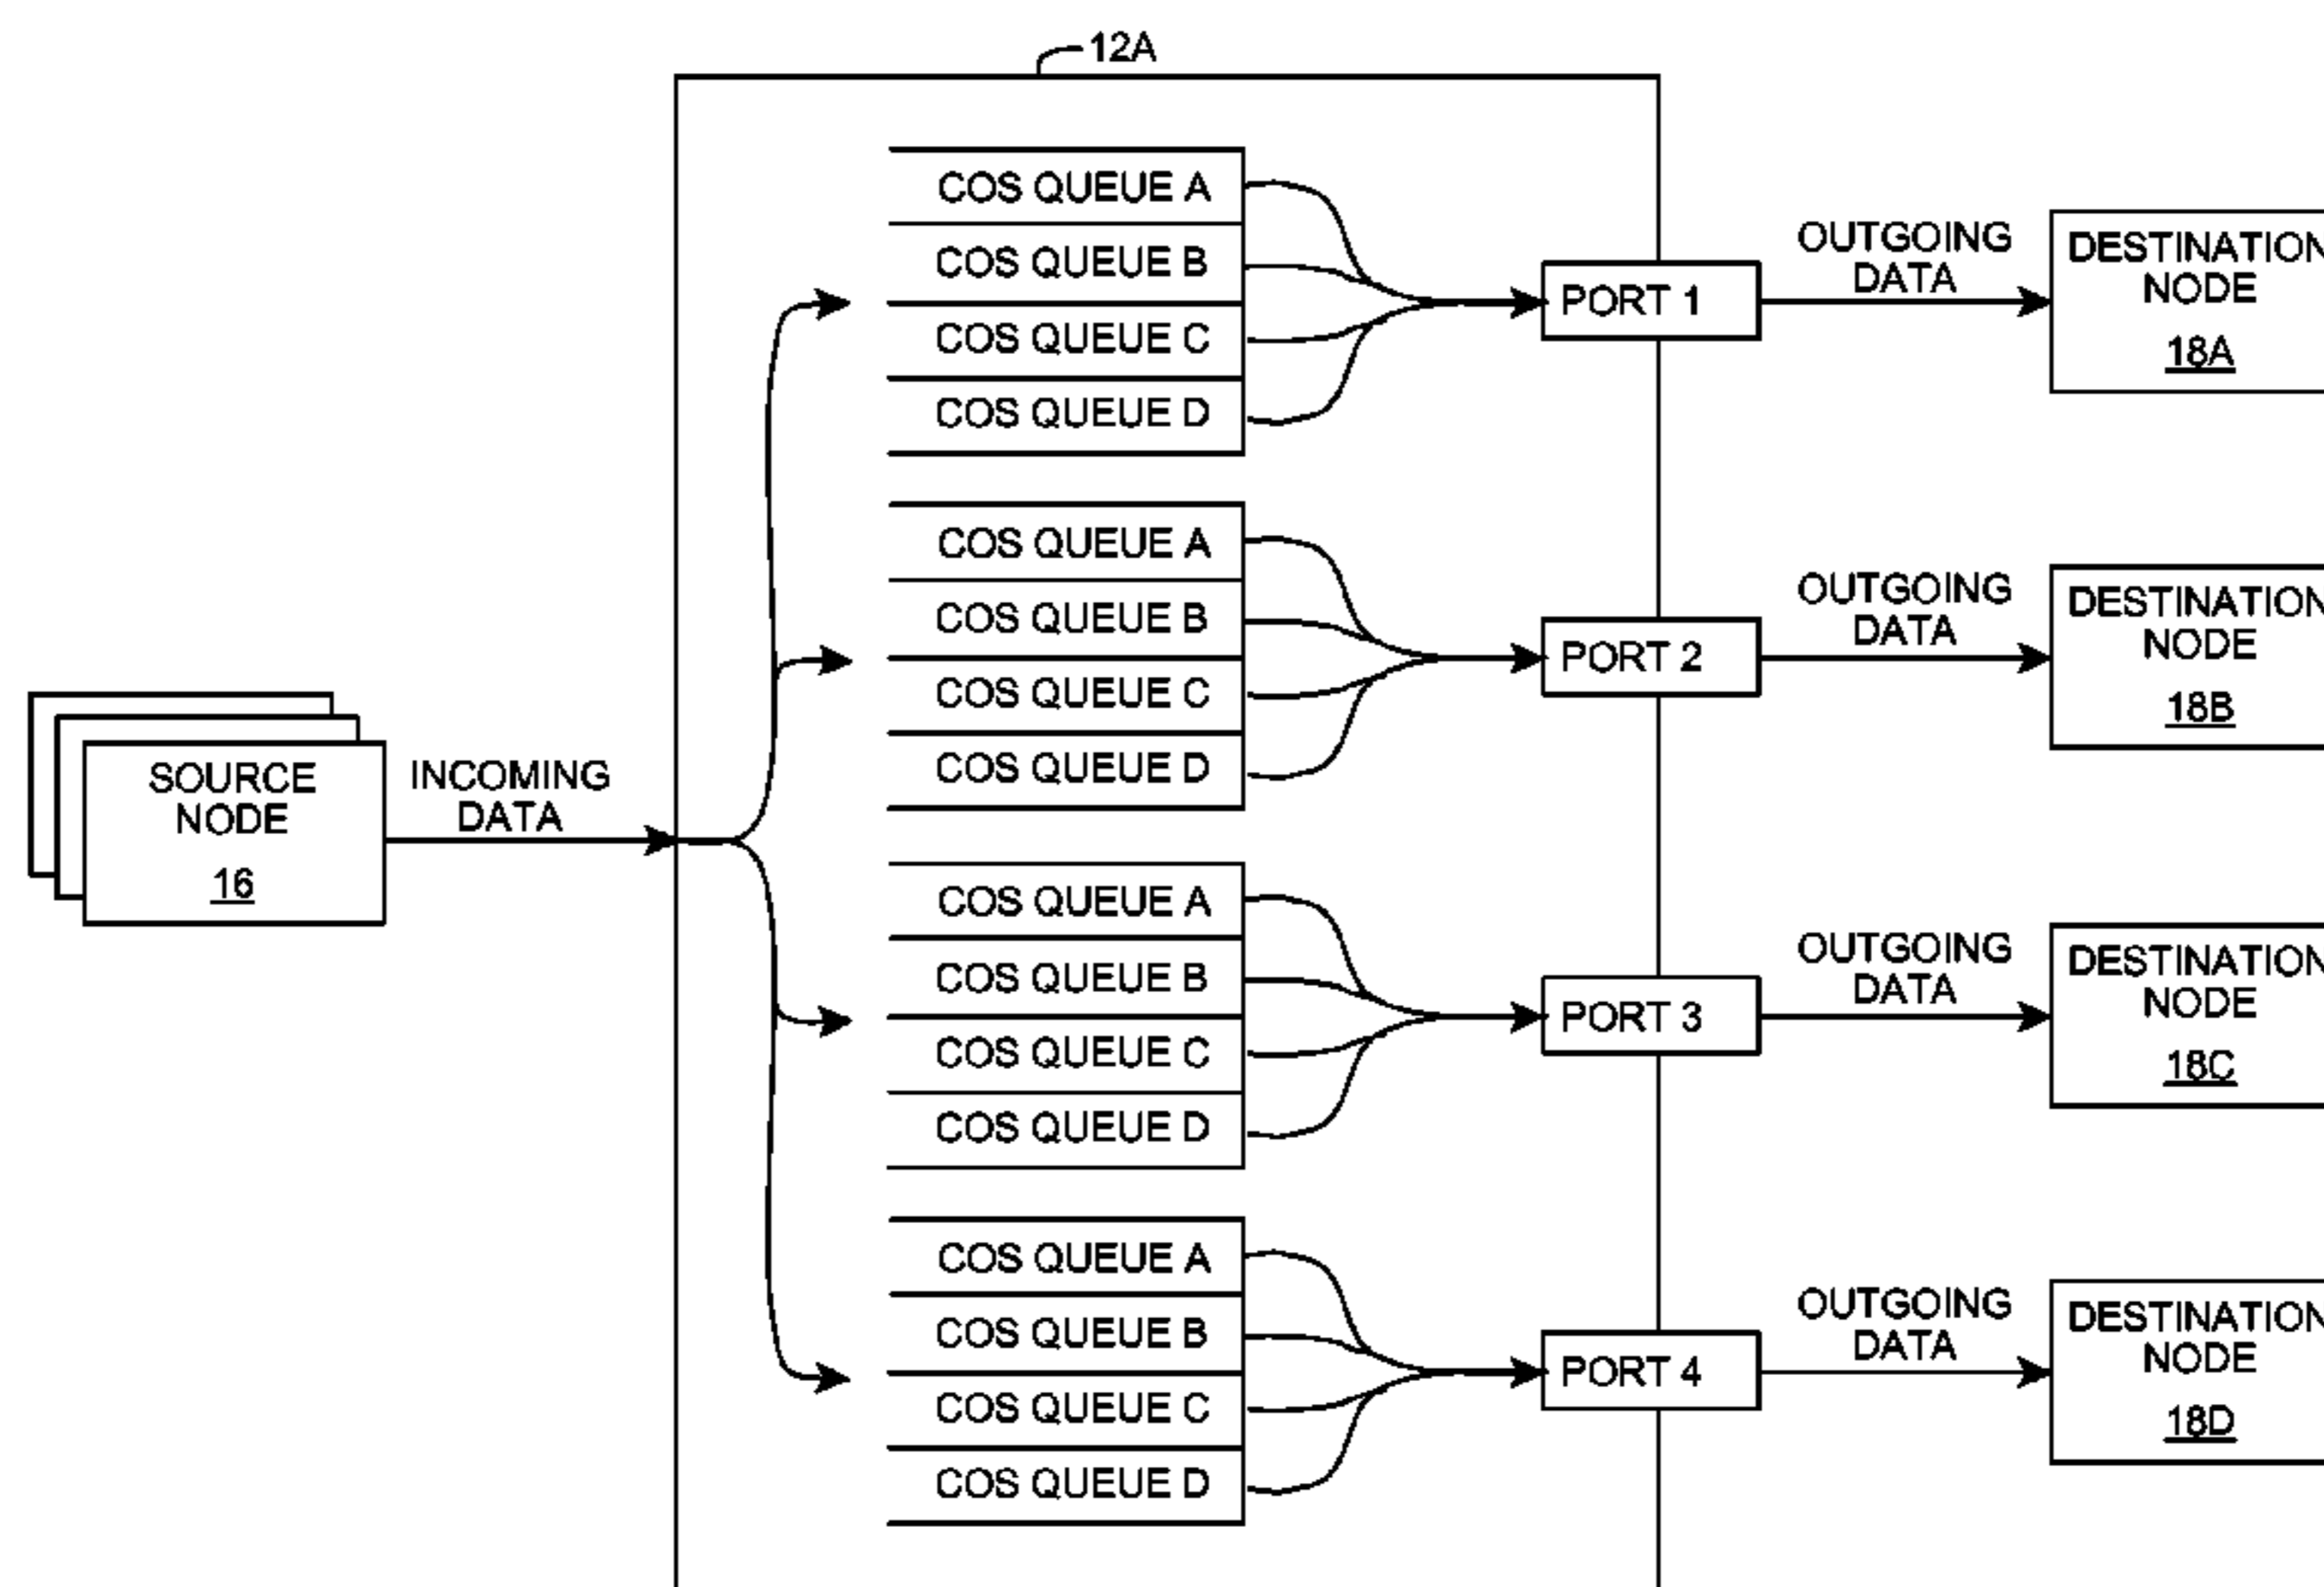 12A
SOURCE
NODE
16
INCOMING
DATA
COS QUEUE A
COS QUEUE B
COS QUEUE C
COS QUEUE D
PORT 1
OUTGOING
DATA
DESTINATION
NODE
18A
COS QUEUE A
COS QUEUE B
COS QUEUE C
COS QUEUE D
PORT 2
OUTGOING
DATA
DESTINATION
NODE
18B
COS QUEUE A
COS QUEUE B
COS QUEUE C
COS QUEUE D
PORT 3
OUTGOING
DATA
DESTINATION
NODE
18C
COS QUEUE A
COS QUEUE B
COS QUEUE C
COS QUEUE D
PORT 4
OUTGOING
DATA
DESTINATION
NODE
18D